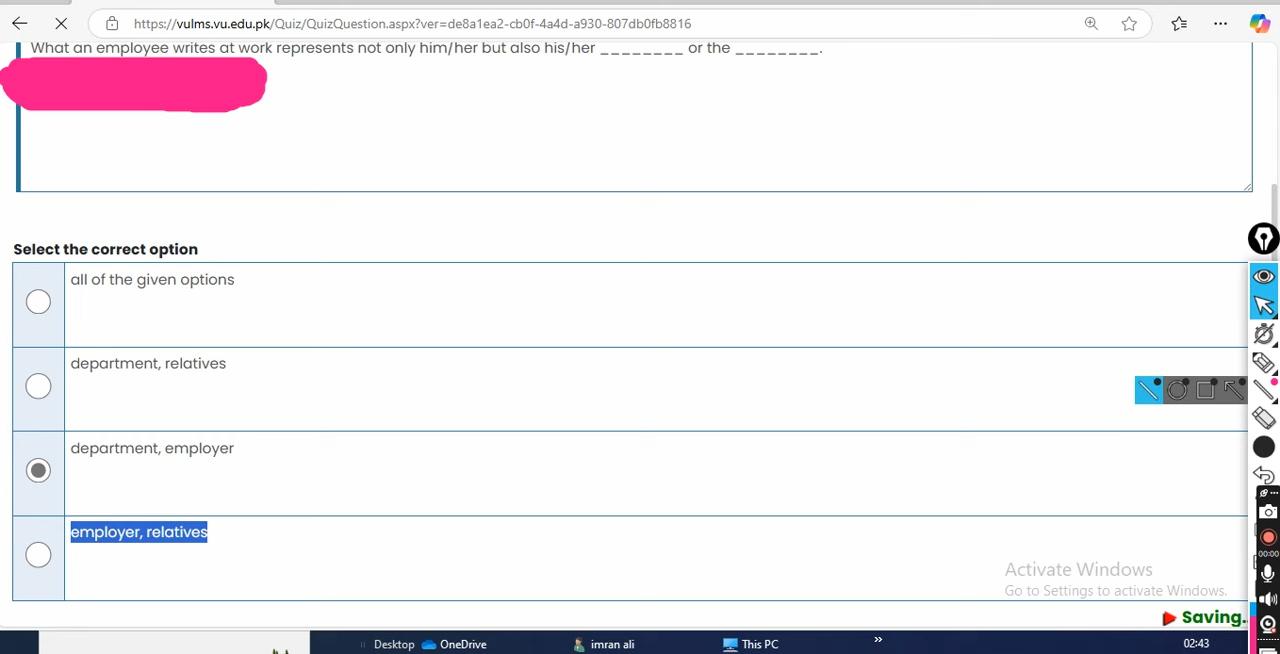 https://vulms.vu.edu.pk/Quiz/QuizQuestion.aspx?ver=de8a1ea2-cb0f-4a4d-a930-807db0fb8816
What an employee writes at work represents not only him/her but also his/her ________ or the ________.
Select the correct option
all of the given options
department, relatives
department, employer
employer, relatives
Activate Windows
Go to Settings to activate Windows.
Saving..
00:00
Desktop OneDrive imran ali This PC » 02:43